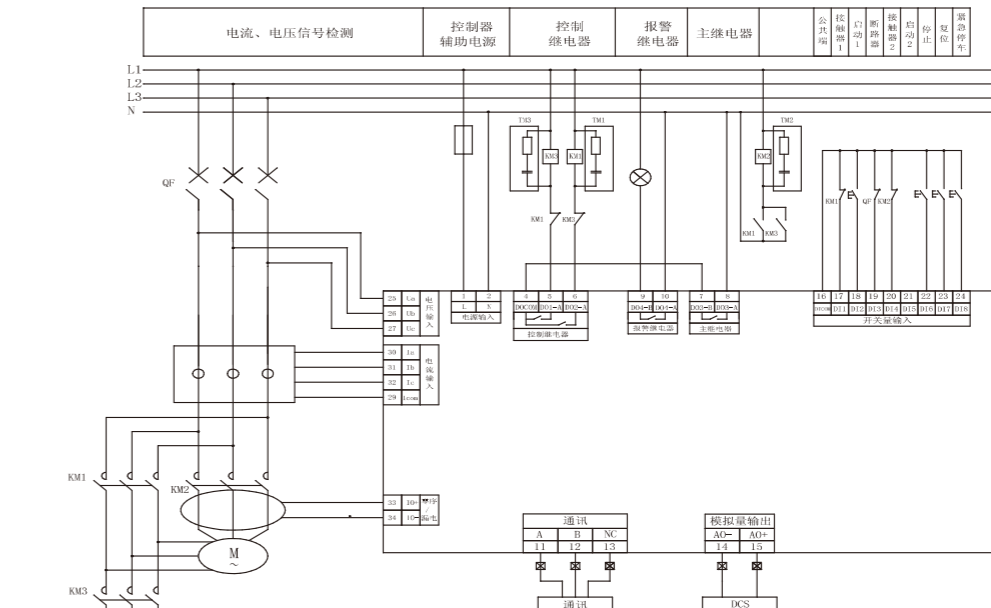 电流、电压信号检测
控制器
辅助电源
控制
继电器
报警
继电器
主继电器
公共端
接触器1
启动1
断路器
接触器2
启动2
停止
复位
紧急停车
L1
L2
L3
N
TM3
TM1
TM2
KM3
KM1
KM2
QF
KM1
KM3
KM1
KM3
KM1
QF
KM2
25 Ua
26 Ub
27 Uc
电压输入
1 2
L N
电源输入
4 5 6
DOCOM DO1-A DO2-A
控制继电器
9 10
DO4-B DO4-A
报警继电器
7 8
DO3-B DO3-A
主继电器
16 17 18 19 20 21 22 23 24
DICOM DI1 DI2 DI3 DI4 DI5 DI6 DI7 DI8
开关量输入
30 Ia
31 Ib
32 Ic
29 Icom
电流输入
KM1
KM2
33 IO+
34 IO-
零序
/
漏电
M
~
KM3
通讯
A B NC
11 12 13
通讯
模拟量输出
AO- AO+
14 15
DCS